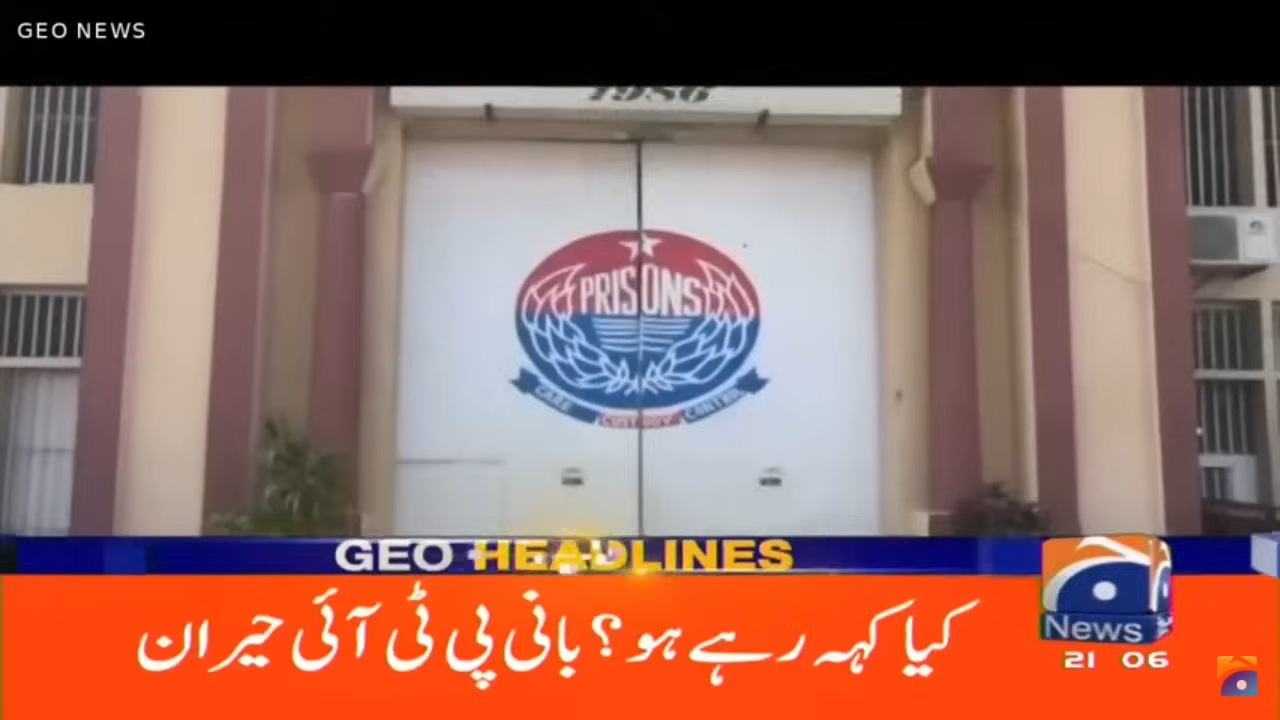 GEO NEWS
1986
PRISONS
CARE CUSTODY CONTROL
GEO HEADLINES
کیا کہہ رہے ہو؟ بانی پی ٹی آئی حیران
News
21 06